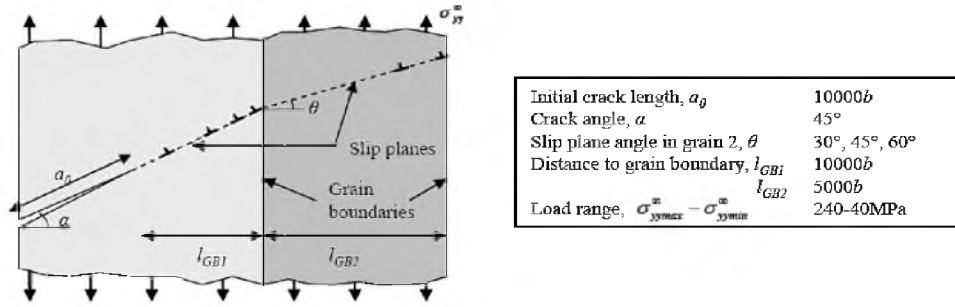 σ∞yy
θ
Slip planes
a0
Grain
boundaries
α
lGB1
lGB2
Initial crack length, a0 10000b
Crack angle, α 45°
Slip plane angle in grain 2, θ 30°, 45°, 60°
Distance to grain boundary, lGB1 10000b
lGB2 5000b
Load range, σ∞yymax − σ∞yymin 240-40MPa